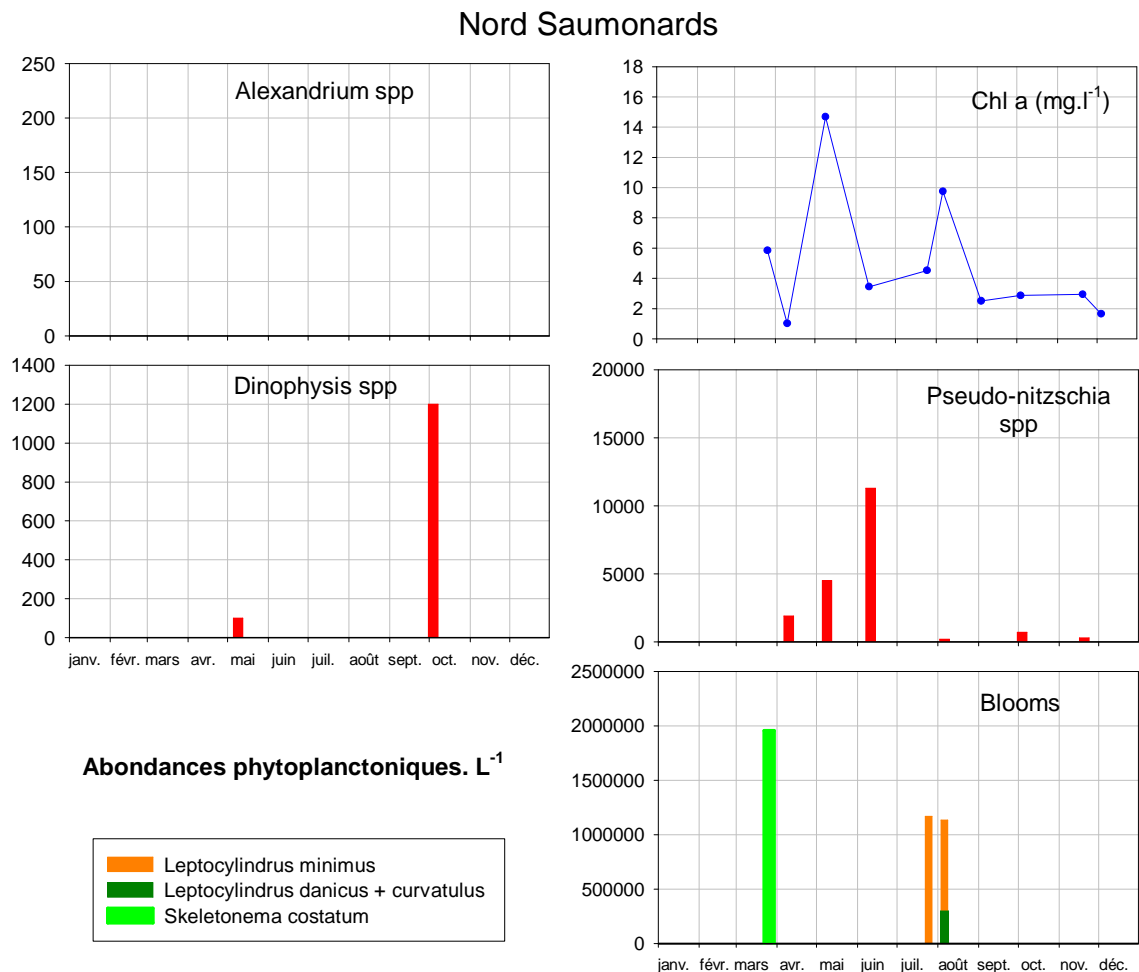 Nord Saumonards
Alexandrium spp
250
200
150
100
50
0
Chl a (mg.l-1)
18
16
14
12
10
8
6
4
2
0
Dinophysis spp
1400
1200
1000
800
600
400
200
0
janv. févr. mars avr. mai juin juil. août sept. oct. nov. déc.
Pseudo-nitzschia
spp
20000
15000
10000
5000
0
Blooms
2500000
2000000
1500000
1000000
500000
0
janv. févr. mars avr. mai juin juil. août sept. oct. nov. déc.
Abondances phytoplanctoniques. L-1
Leptocylindrus minimus
Leptocylindrus danicus + curvatulus
Skeletonema costatum